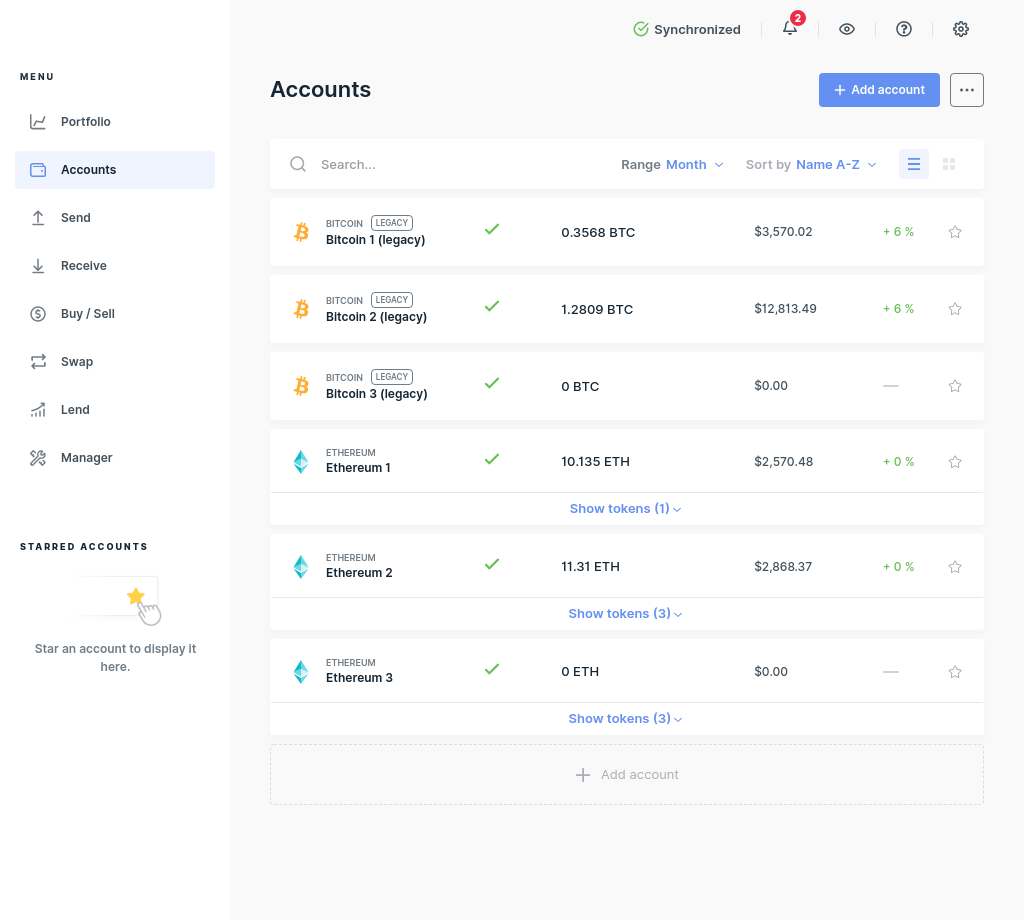 Synchronized
2
MENU
Portfolio
Accounts
Send
Receive
Buy / Sell
Swap
Lend
Manager
STARRED ACCOUNTS
Star an account to display it
here.
Accounts
Add account
Search...
Range Month
Sort by Name A-Z
BITCOIN LEGACY
Bitcoin 1 (legacy)
0.3568 BTC
$3,570.02
+ 6 %
BITCOIN LEGACY
Bitcoin 2 (legacy)
1.2809 BTC
$12,813.49
+ 6 %
BITCOIN LEGACY
Bitcoin 3 (legacy)
0 BTC
$0.00
—
ETHEREUM
Ethereum 1
10.135 ETH
$2,570.48
+ 0 %
Show tokens (1)
ETHEREUM
Ethereum 2
11.31 ETH
$2,868.37
+ 0 %
Show tokens (3)
ETHEREUM
Ethereum 3
0 ETH
$0.00
—
Show tokens (3)
Add account